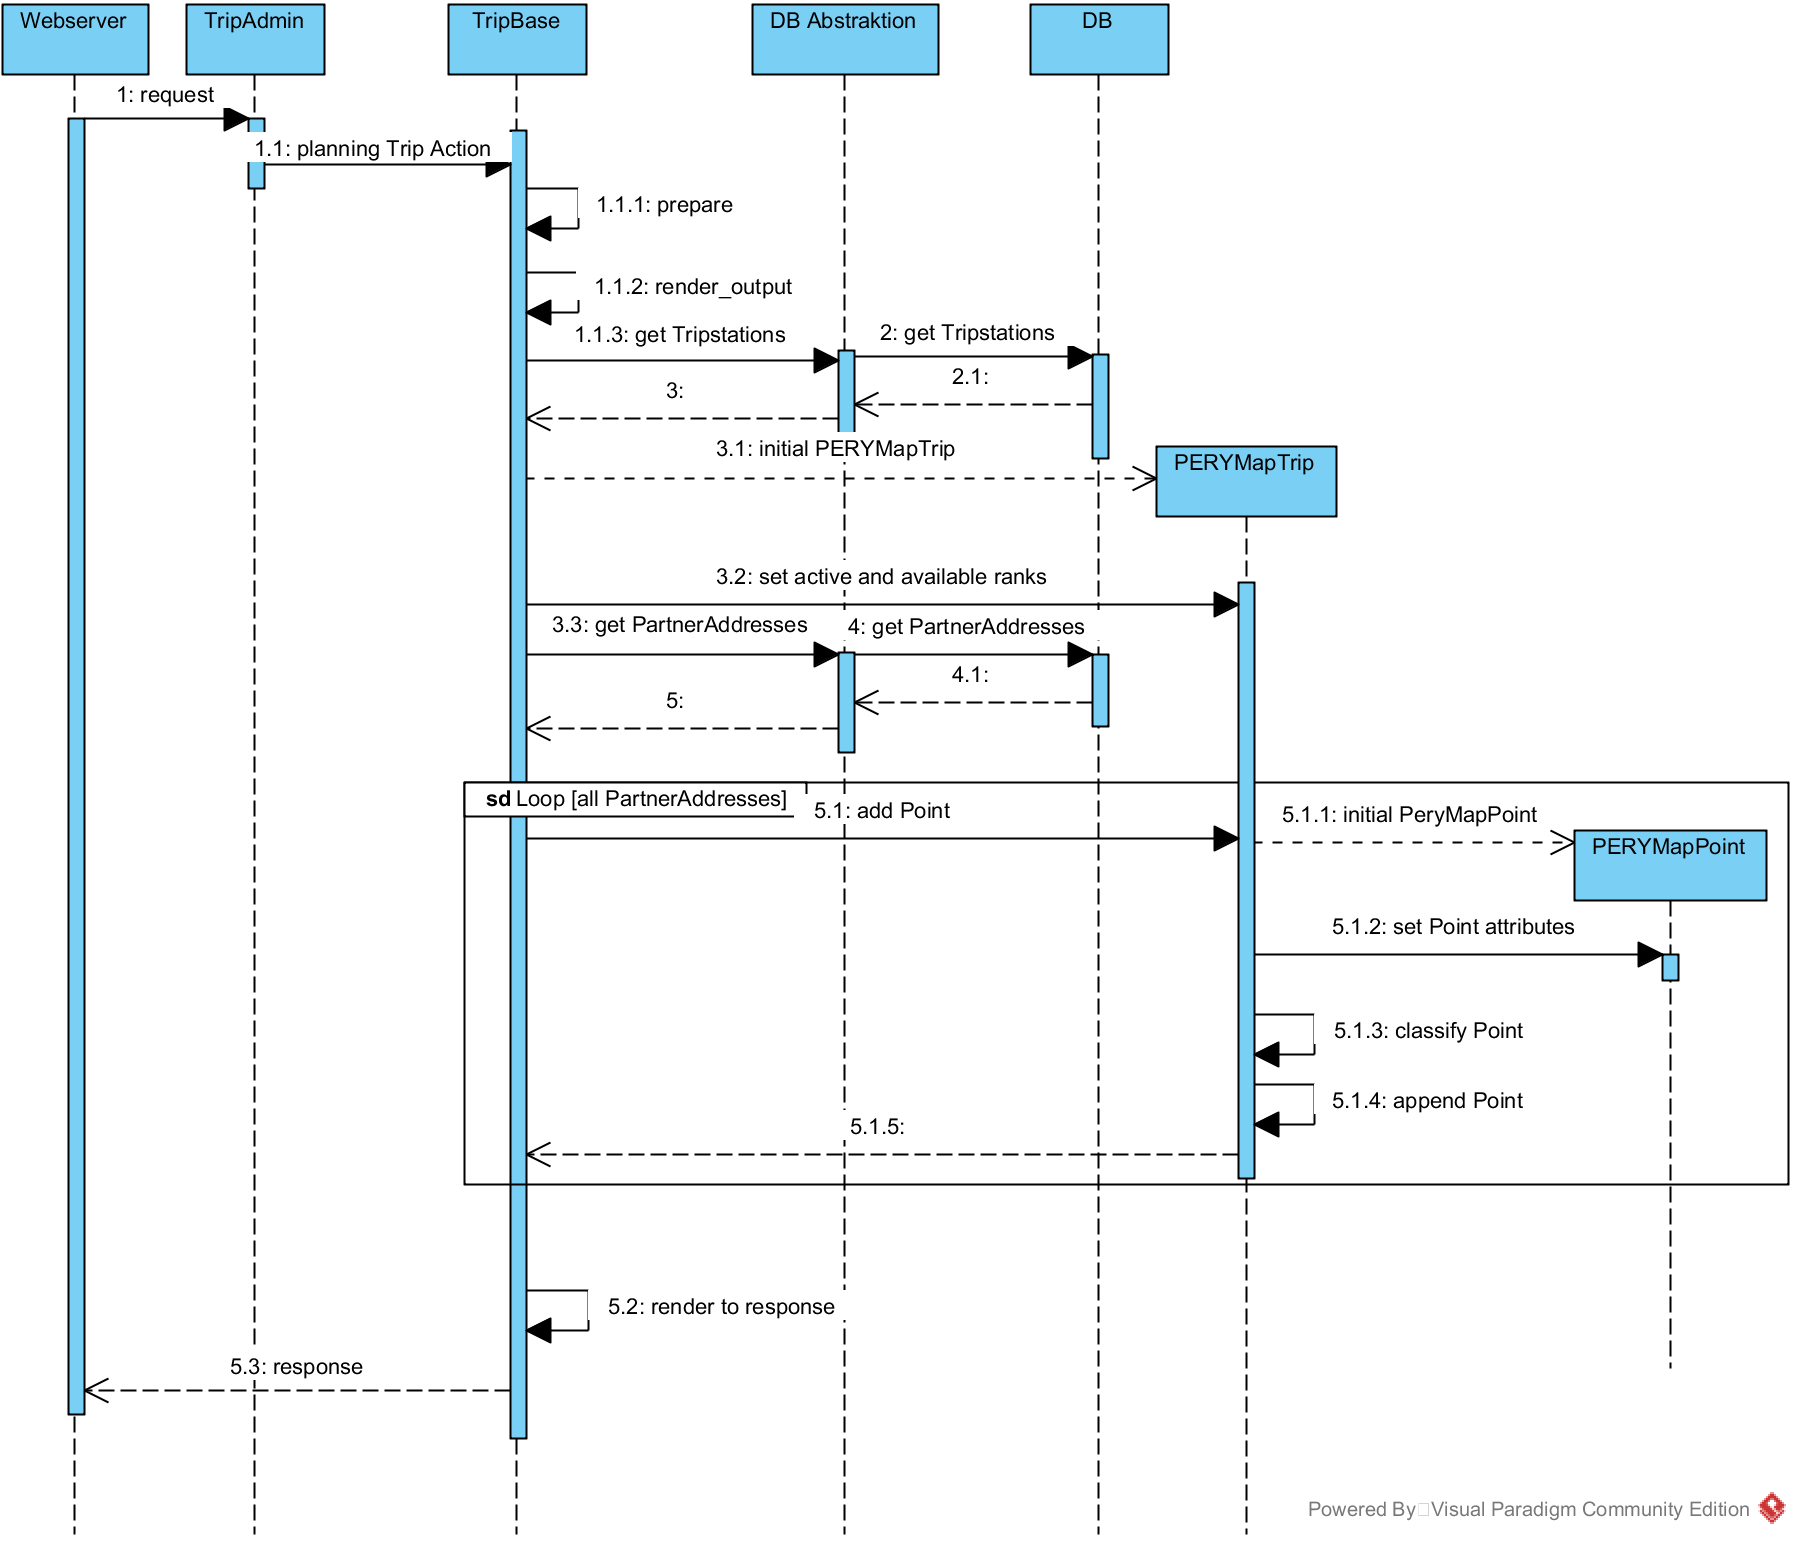 Webserver
TripAdmin
TripBase
DB Abstraktion
DB
1: request
1.1: planning Trip Action
1.1.1: prepare
1.1.2: render_output
1.1.3: get Tripstations
2: get Tripstations
2.1:
3:
3.1: initial PERYMapTrip
PERYMapTrip
3.2: set active and available ranks
3.3: get PartnerAddresses
4: get PartnerAddresses
4.1:
5:
sd Loop [all PartnerAddresses]
5.1: add Point
5.1.1: initial PeryMapPoint
PERYMapPoint
5.1.2: set Point attributes
5.1.3: classify Point
5.1.4: append Point
5.1.5:
5.2: render to response
5.3: response
Powered By Visual Paradigm Community Edition